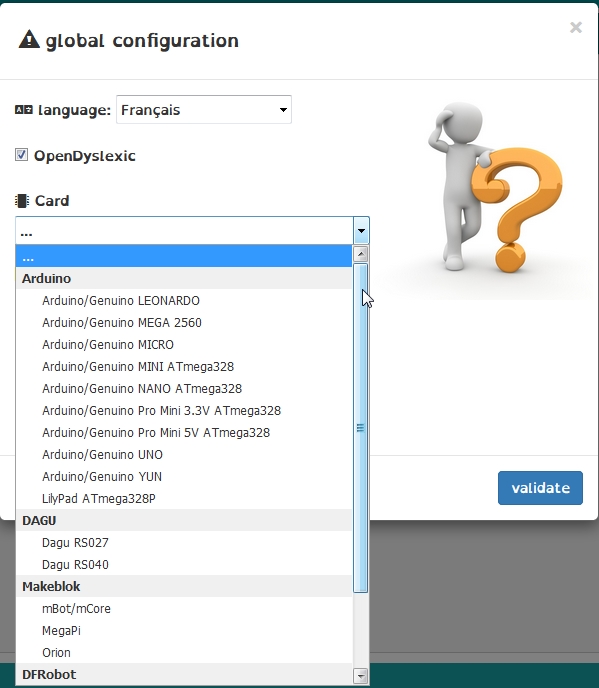 global configuration
×
language: Français
OpenDyslexic
Card
...
...
Arduino
Arduino/Genuino LEONARDO
Arduino/Genuino MEGA 2560
Arduino/Genuino MICRO
Arduino/Genuino MINI ATmega328
Arduino/Genuino NANO ATmega328
Arduino/Genuino Pro Mini 3.3V ATmega328
Arduino/Genuino Pro Mini 5V ATmega328
Arduino/Genuino UNO
Arduino/Genuino YUN
LilyPad ATmega328P
DAGU
Dagu RS027
Dagu RS040
Makeblok
mBot/mCore
MegaPi
Orion
DFRobot
validate